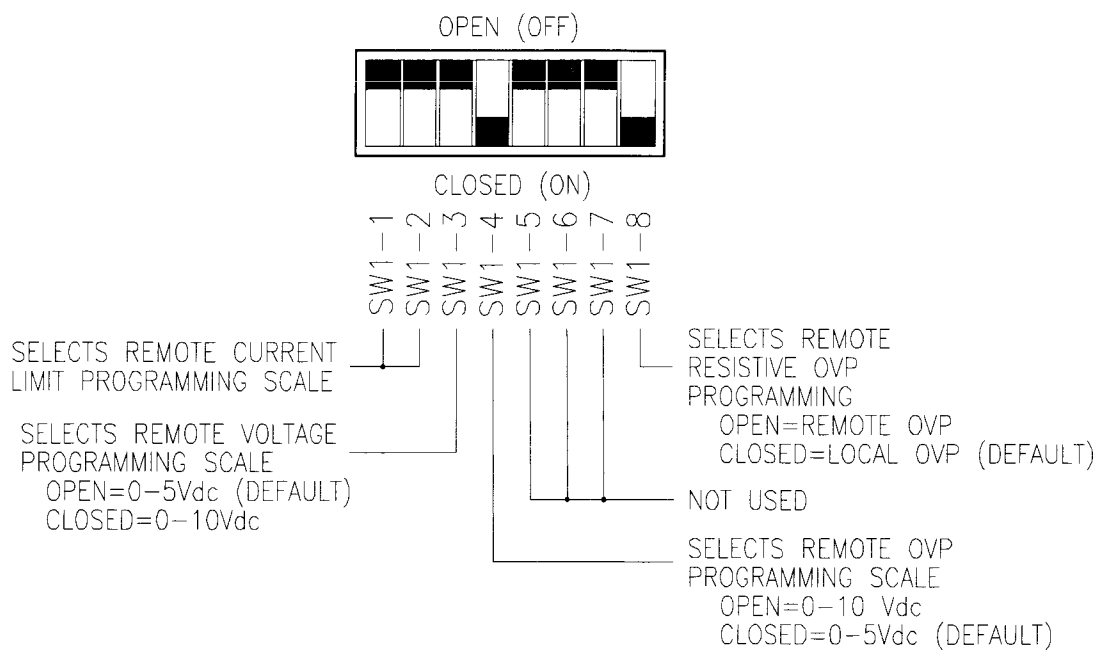 OPEN (OFF)
CLOSED (ON)
SW1-1
SW1-2
SW1-3
SW1-4
SW1-5
SW1-6
SW1-7
SW1-8
SELECTS REMOTE CURRENT
LIMIT PROGRAMMING SCALE
SELECTS REMOTE VOLTAGE
PROGRAMMING SCALE
OPEN=0-5Vdc (DEFAULT)
CLOSED=0-10Vdc
SELECTS REMOTE
RESISTIVE OVP
PROGRAMMING
OPEN=REMOTE OVP
CLOSED=LOCAL OVP (DEFAULT)
NOT USED
SELECTS REMOTE OVP
PROGRAMMING SCALE
OPEN=0-10 Vdc
CLOSED=0-5Vdc (DEFAULT)